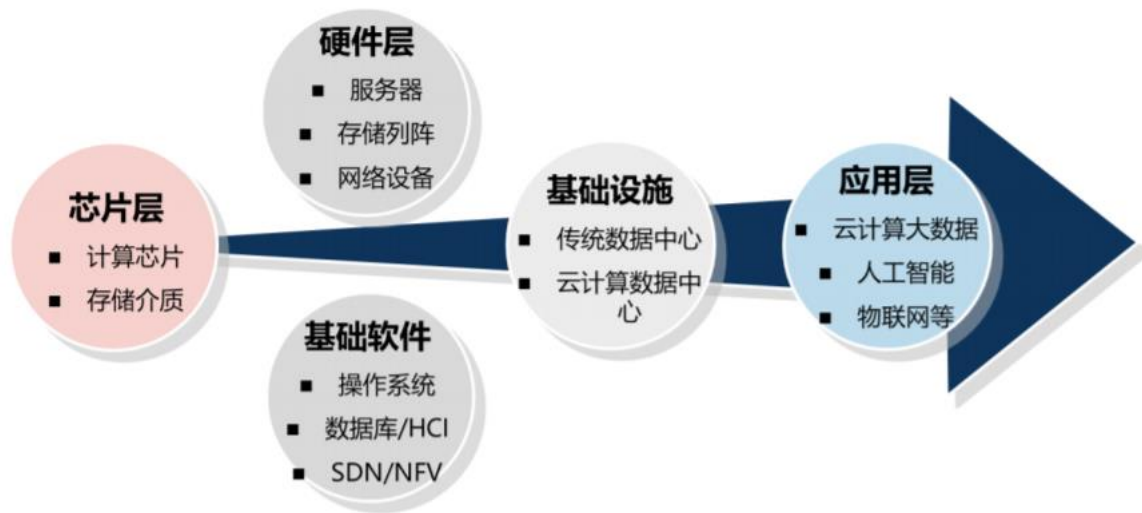 芯片层
计算芯片
存储介质
硬件层
服务器
存储列阵
网络设备
基础软件
操作系统
数据库/HCI
SDN/NFV
基础设施
传统数据中心
云计算数据中
心
应用层
云计算大数据
人工智能
物联网等